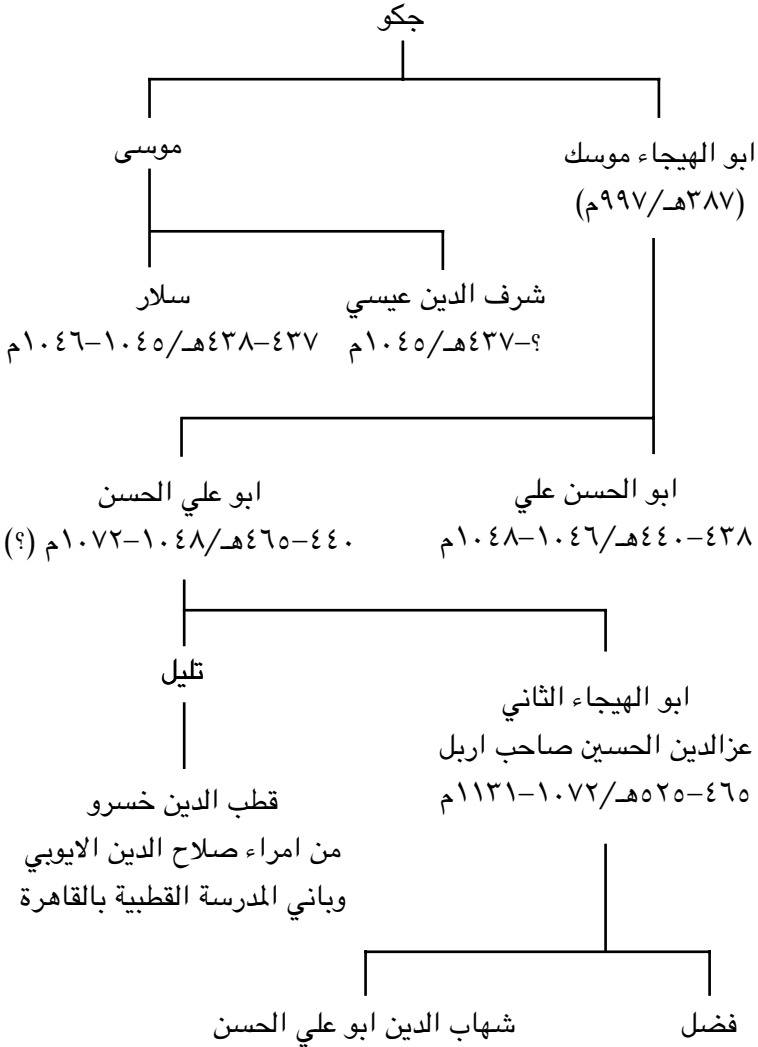 جكو
ابو الهيجاء موسك
(٣٨٧هـ/٩٩٧م)
موسى
شرف الدين عيسي
؟–٤٣٧هـ/١٠٤٥م
سلار
٤٣٧–٤٣٨هـ/١٠٤٥–١٠٤٦م
ابو الحسن علي
٤٣٨–٤٤٠هـ/١٠٤٦–١٠٤٨م
ابو علي الحسن
٤٤٠–٤٦٥هـ/١٠٤٨–١٠٧٢م (؟)
ابو الهيجاء الثاني
عزالدين الحسين صاحب اربل
٤٦٥–٥٢٥هـ/١٠٧٢–١١٣١م
تليل
قطب الدين خسرو
من امراء صلاح الدين الايوبي
وباني المدرسة القطبية بالقاهرة
فضل
شهاب الدين ابو علي الحسن